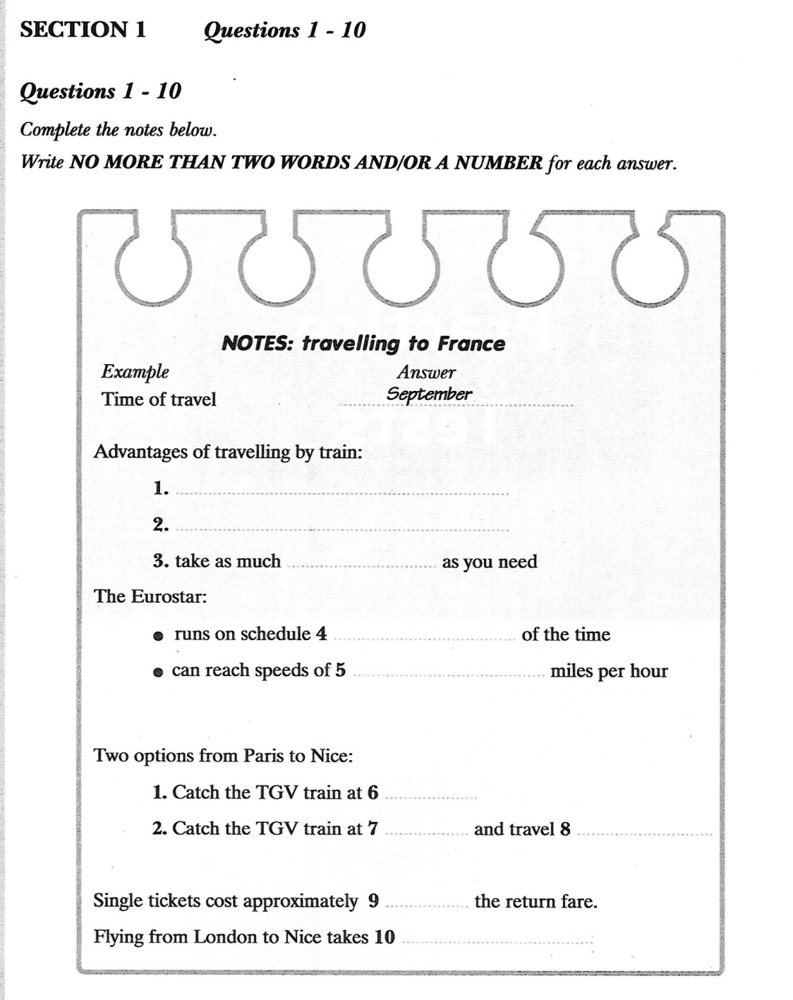 SECTION 1 Questions 1 - 10
Questions 1 - 10
Complete the notes below.
Write NO MORE THAN TWO WORDS AND/OR A NUMBER for each answer.
NOTES: travelling to France
Example Answer
Time of travel September
Advantages of travelling by train:
1. ........................................
2. ........................................
3. take as much .................... as you need
The Eurostar:
● runs on schedule 4 .................... of the time
● can reach speeds of 5 .................... miles per hour
Two options from Paris to Nice:
1. Catch the TGV train at 6 ............
2. Catch the TGV train at 7 ............ and travel 8 ....................
Single tickets cost approximately 9 ............ the return fare.
Flying from London to Nice takes 10 ....................